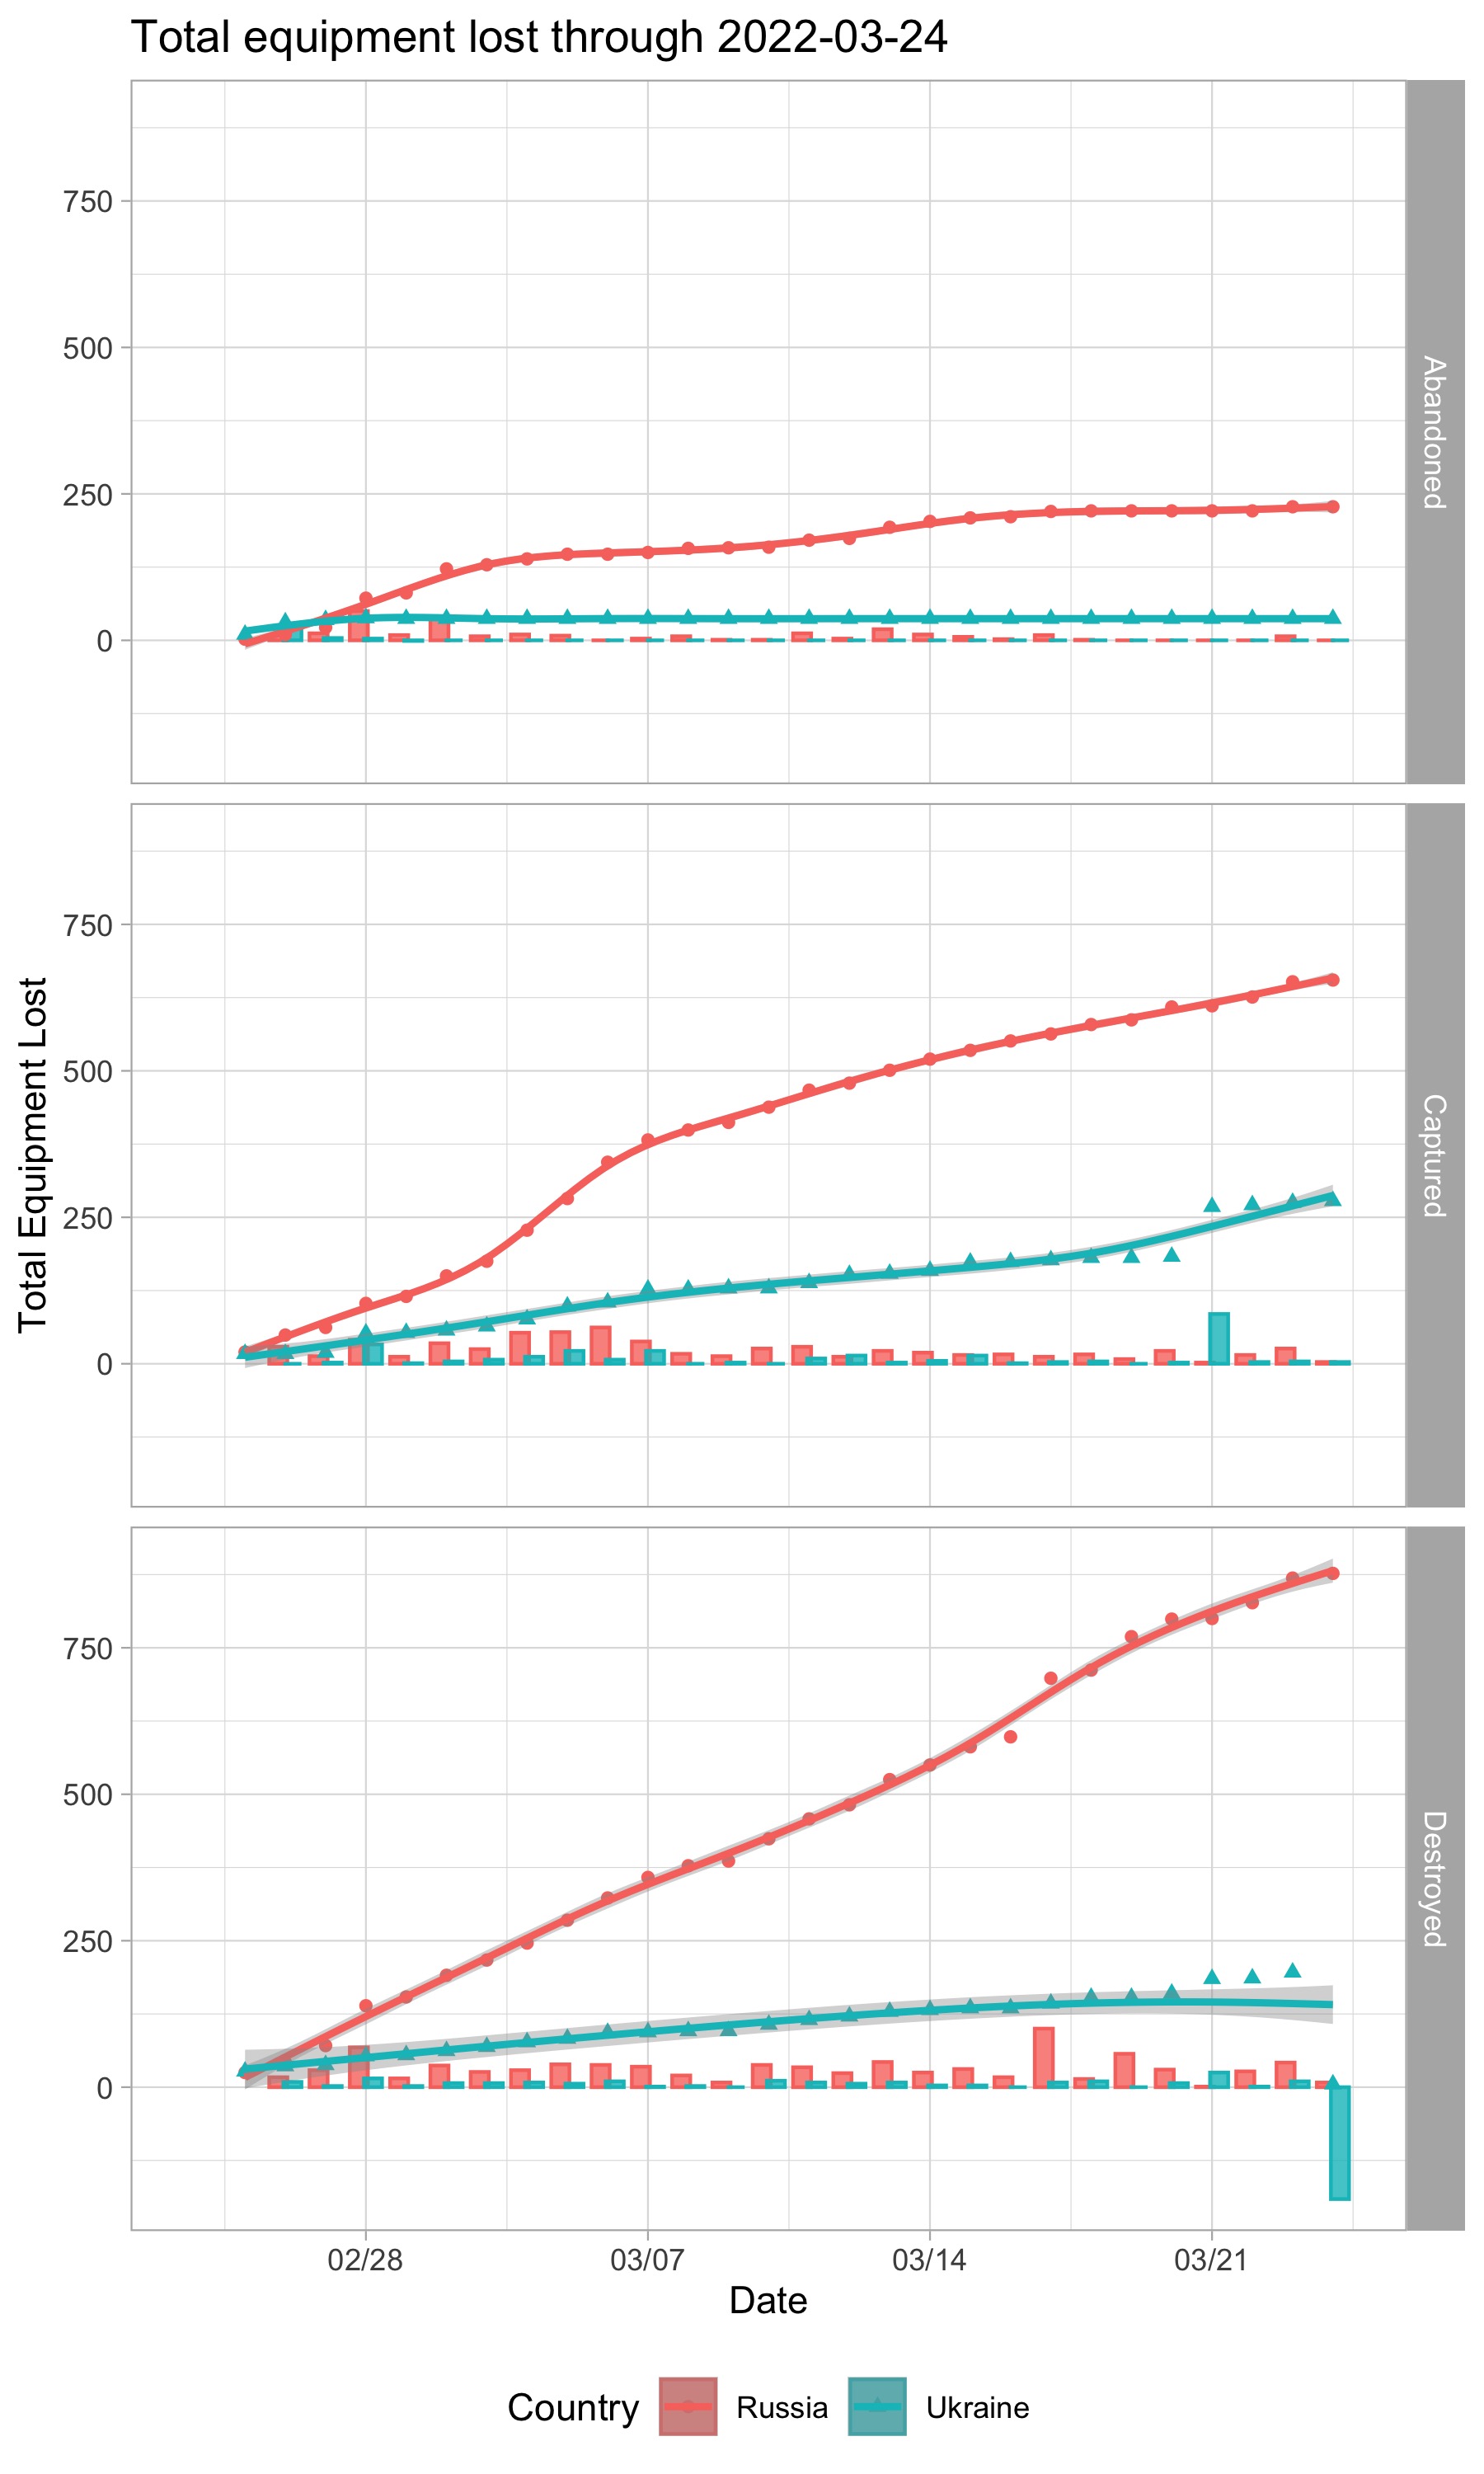 Total equipment lost through 2022-03-24
750
500
250
0
Abandoned
Total Equipment Lost
750
500
250
0
Captured
750
500
250
0
Destroyed
02/28 03/07 03/14 03/21
Date
Country Russia Ukraine